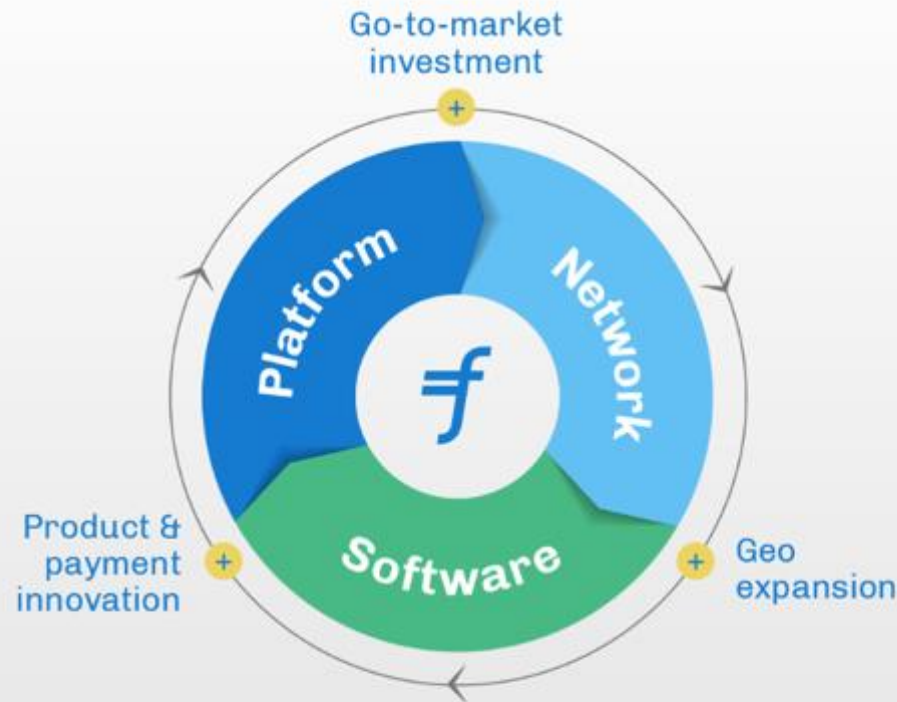 Go-to-market
investment
+
Platform
Network
Software
Product &
payment
innovation
+
+
Geo
expansion